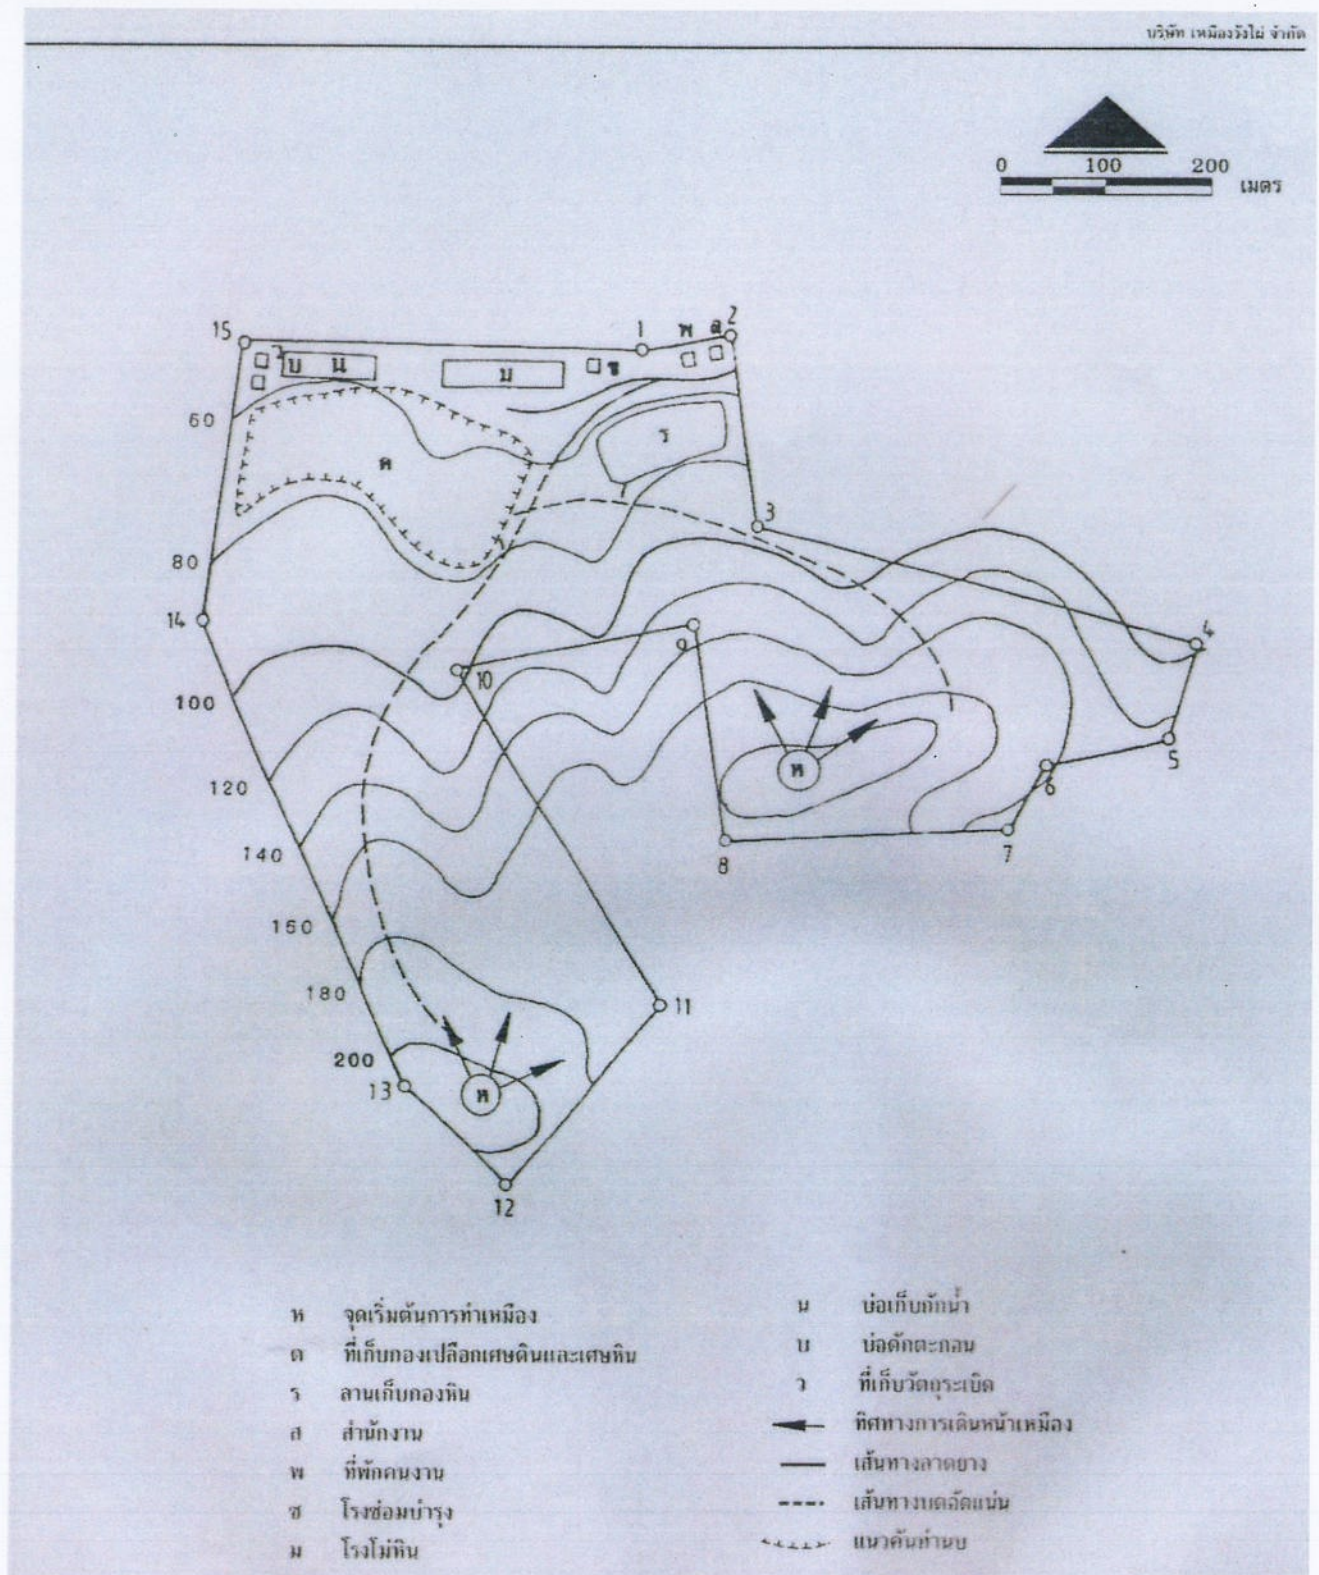 บริษัท เหมืองวังไผ่ จำกัด
0 100 200
เมตร
15 1 พ ส 2
ว บ น ม ซ
60
ร
ด
3
80
14 9 4
10
100
5
120 ห 6
140 8 7
160
180 11
200
13 ห
12
ห จุดเริ่มต้นการทำเหมือง
ด ที่เก็บกองเปลือกเศษดินและเศษหิน
ร ลานเก็บกองหิน
ส สำนักงาน
พ ที่พักคนงาน
ซ โรงซ่อมบำรุง
ม โรงโม่หิน
น บ่อเก็บกักน้ำ
บ บ่อดักตะกอน
ว ที่เก็บวัตถุระเบิด
ทิศทางการเดินหน้าเหมือง
เส้นทางลาดยาง
เส้นทางบดอัดแน่น
แนวคันทำนบ